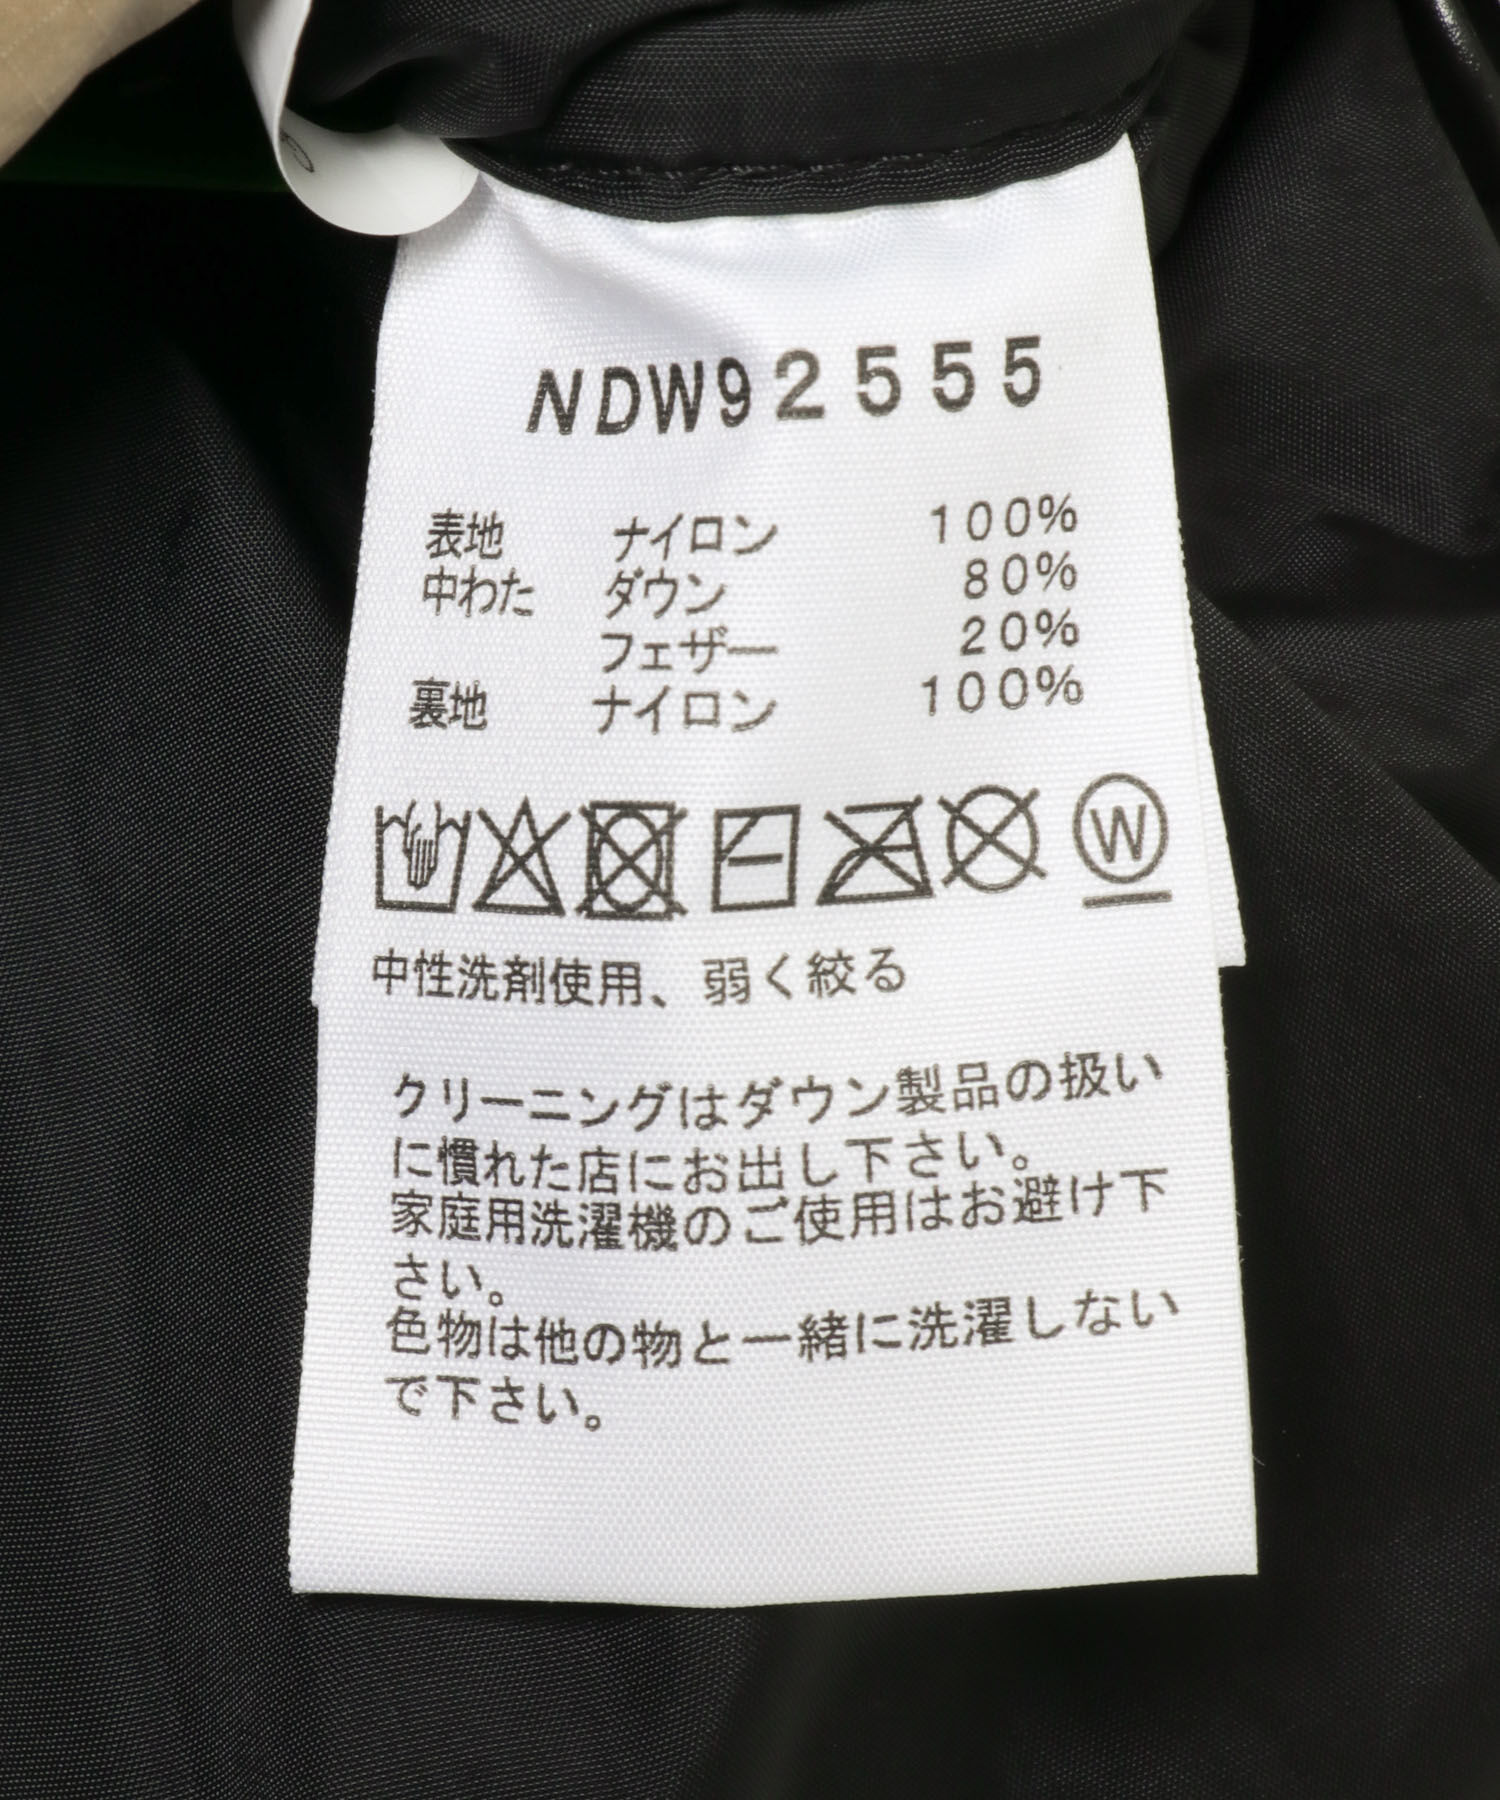 NDW92555
表地 ナイロン 100%
中わた ダウン 80%
フェザー 20%
裏地 ナイロン 100%
W
中性洗剤使用、弱く絞る
クリーニングはダウン製品の扱い
に慣れた店にお出し下さい。
家庭用洗濯機のご使用はお避け下
さい。
色物は他の物と一緒に洗濯しない
で下さい。